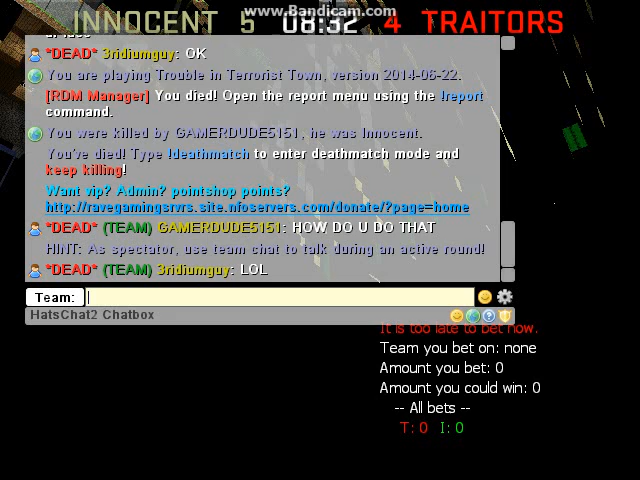 www.Bandicam.com
INNOCENT 5 08:32 4 TRAITORS
*DEAD* 3ridiumguy: OK
You are playing Trouble in Terrorist Town, version 2014-06-22.
[RDM Manager] You died! Open the report menu using the !report
command.
You were killed by GAMERDUDE5151, he was Innocent.
You've died! Type !deathmatch to enter deathmatch mode and
keep killing!
Want vip? Admin? pointshop points?
http://ravegamingsrvrs.site.nfoservers.com/donate/?page=home
*DEAD* (TEAM) GAMERDUDE5151: HOW DO U DO THAT
HINT: As spectator, use team chat to talk during an active round!
*DEAD* (TEAM) 3ridiumguy: LOL
Team:
HatsChat2 Chatbox
It is too late to bet now.
Team you bet on: none
Amount you bet: 0
Amount you could win: 0
-- All bets --
T: 0 I: 0